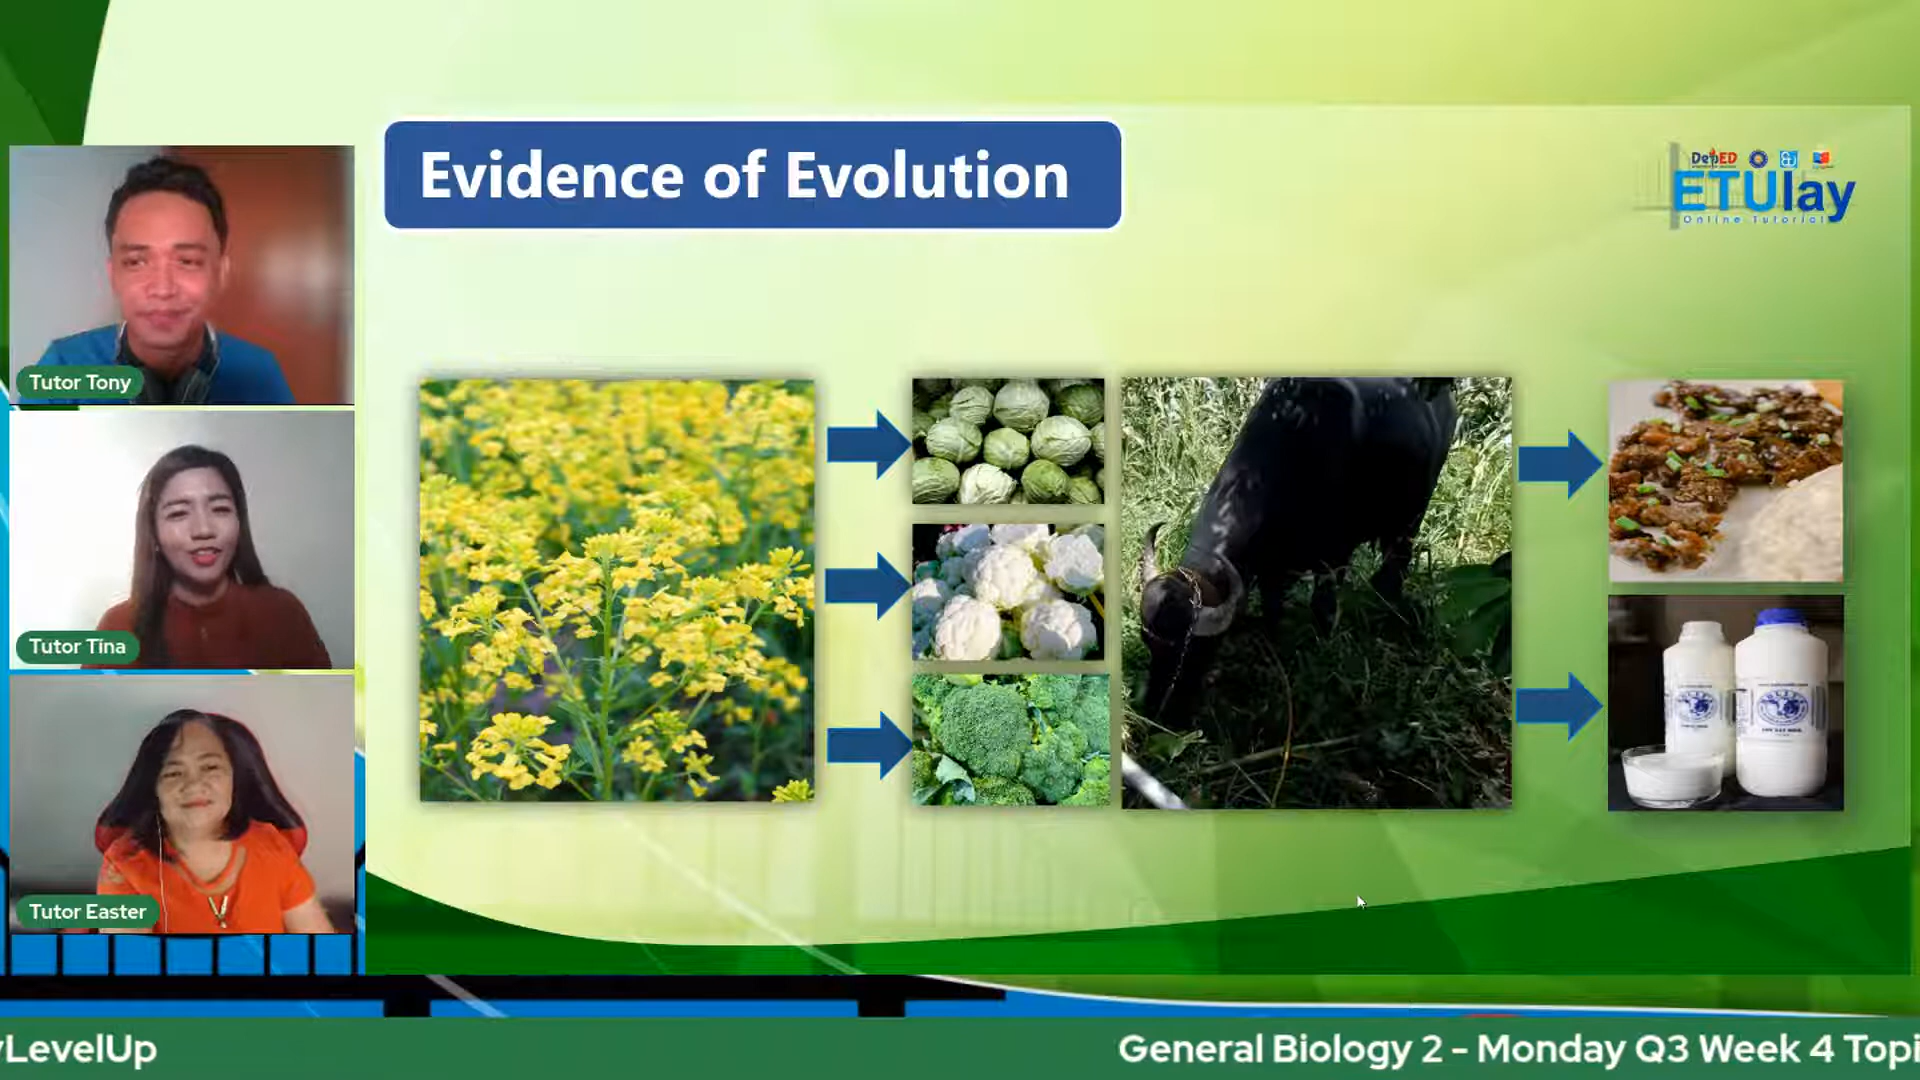 Evidence of Evolution
DepED
ETUlay
Online Tutorial
Tutor Tony
Tutor Tina
Tutor Easter
yLevelUp
General Biology 2 - Monday Q3 Week 4 Topi